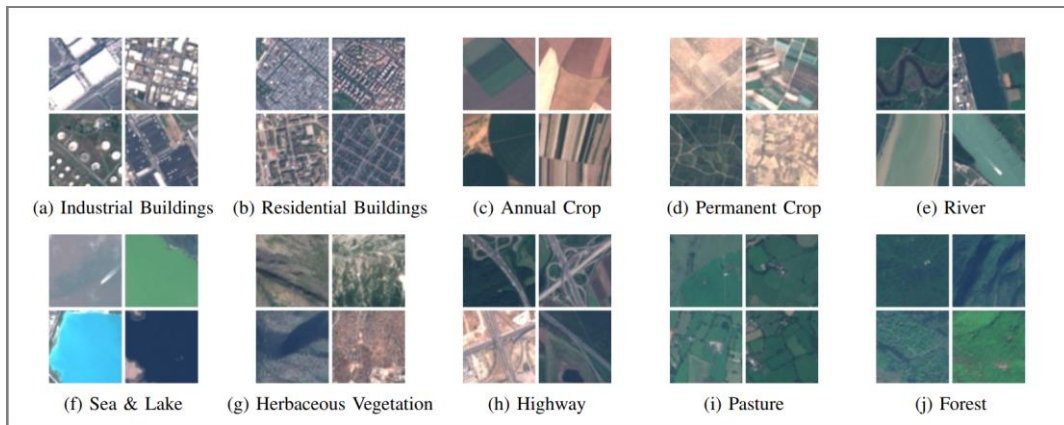 (a) Industrial Buildings
(b) Residential Buildings
(c) Annual Crop
(d) Permanent Crop
(e) River
(f) Sea & Lake
(g) Herbaceous Vegetation
(h) Highway
(i) Pasture
(j) Forest